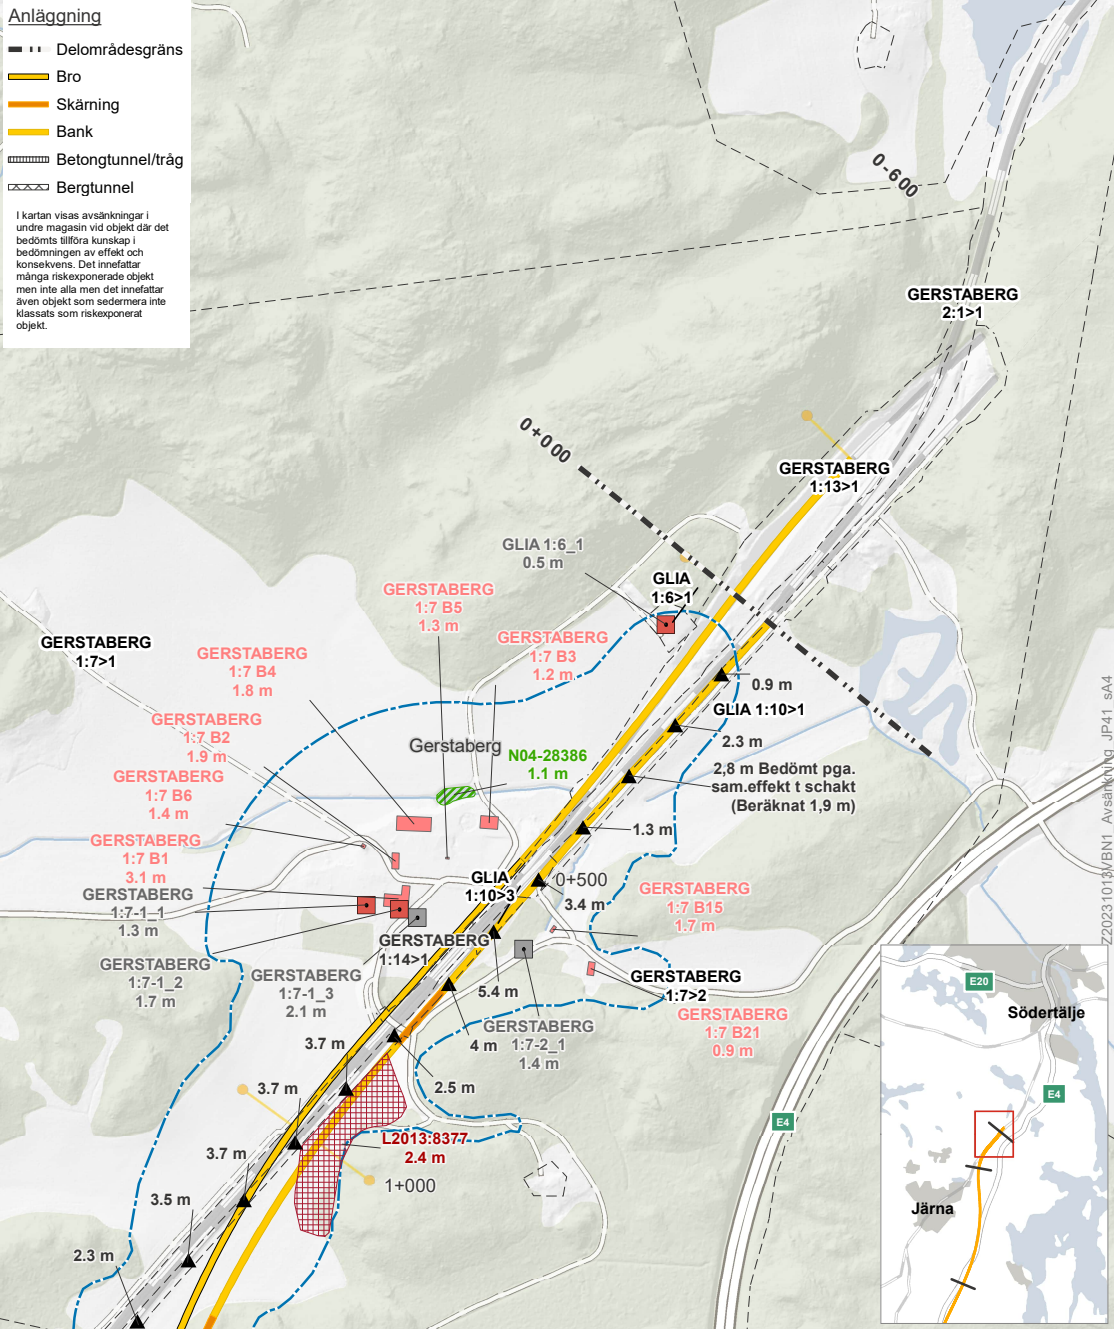 Anläggning
Delområdesgräns
Bro
Skärning
Bank
Betongtunnel/tråg
Bergtunnel
I kartan visas avsänkningar i
undre magasin vid objekt där det
bedömts tillföra kunskap i
bedömningen av effekt och
konsekvens. Det innefattar
många riskexponerade objekt
men inte alla men det innefattar
även objekt som sedermera inte
klassats som riskexponerat
objekt.
0-600
GERSTABERG
2:1>1
0+000
GERSTABERG
1:13>1
GLIA 1:6_1
0.5 m
GLIA
1:6>1
GERSTABERG
1:7 B5
1.3 m
GERSTABERG
1:7 B3
1.2 m
GERSTABERG
1:7>1
GERSTABERG
1:7 B4
1.8 m
0.9 m
GLIA 1:10>1
GERSTABERG
1:7 B2
1.9 m
Gerstaberg
2.3 m
N04-28386
1.1 m
2,8 m Bedömt pga.
sam.effekt t schakt
(Beräknat 1,9 m)
GERSTABERG
1:7 B6
1.4 m
1.3 m
GERSTABERG
1:7 B1
3.1 m
GLIA
1:10>3
0+500
3.4 m
GERSTABERG
1:7 B15
1.7 m
GERSTABERG
1:7-1_1
1.3 m
GERSTABERG
1:14>1
GERSTABERG
1:7-1_2
1.7 m
GERSTABERG
1:7-1_3
2.1 m
GERSTABERG
1:7>2
5.4 m
GERSTABERG
1:7 B21
0.9 m
GERSTABERG
1:7-2_1
1.4 m
4 m
3.7 m
2.5 m
3.7 m
L2013:8377
2.4 m
3.7 m
1+000
3.5 m
2.3 m
E4
E20
Södertälje
E4
Järna
Z20231013VBN1 Avsänkning JP41 sA4